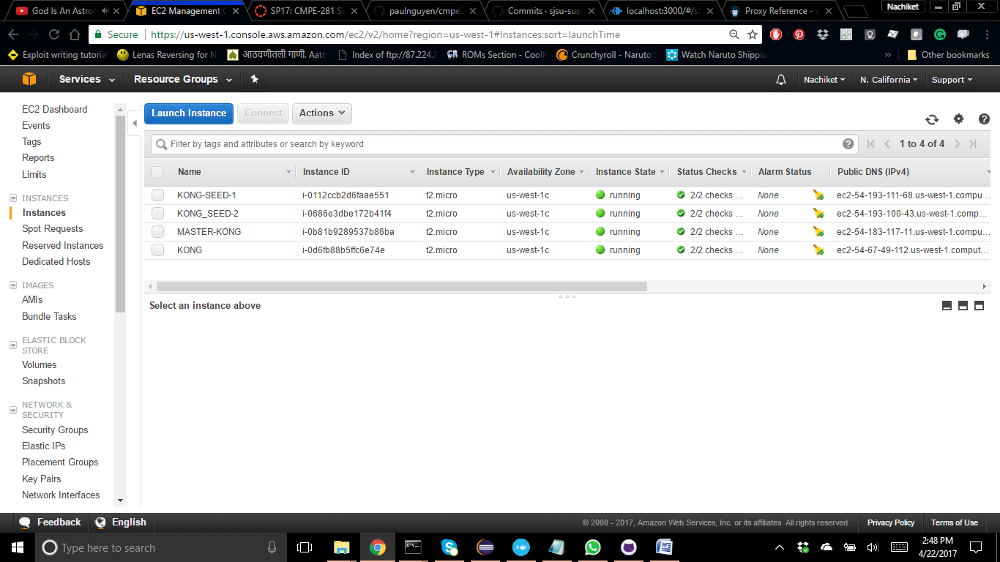 God Is An Astro
EC2 Management C
SP17: CMPE-281 Se
paulnguyen/cmpe2
Commits · sjsu-sust
localhost:3000/#/st
Proxy Reference - v
Nachiket
Secure https://us-west-1.console.aws.amazon.com/ec2/v2/home?region=us-west-1#Instances:sort=launchTime
Exploit writing tutorial Lenas Reversing for N आठवणीतली गाणी. Aath Index of ftp://87.224.2 ROMs Section - CoolR Crunchyroll - Naruto S Watch Naruto Shippu » Other bookmarks
Services Resource Groups Nachiket N. California Support
EC2 Dashboard
Events
Tags
Reports
Limits
INSTANCES
Instances
Spot Requests
Reserved Instances
Dedicated Hosts
IMAGES
AMIs
Bundle Tasks
ELASTIC BLOCK
STORE
Volumes
Snapshots
NETWORK &
SECURITY
Security Groups
Elastic IPs
Placement Groups
Key Pairs
Network Interfaces
Launch Instance Connect Actions
Filter by tags and attributes or search by keyword 1 to 4 of 4
Name Instance ID Instance Type Availability Zone Instance State Status Checks Alarm Status Public DNS (IPv4)
KONG-SEED-1 i-0112ccb2d6faae551 t2.micro us-west-1c running 2/2 checks ... None ec2-54-193-111-68.us-west-1.compu...
KONG_SEED-2 i-0686e3dbe172b41f4 t2.micro us-west-1c running 2/2 checks ... None ec2-54-193-100-43.us-west-1.comp...
MASTER-KONG i-0b81b9289537b86ba t2.micro us-west-1c running 2/2 checks ... None ec2-54-183-117-11.us-west-1.compu...
KONG i-0d6fb88b5ffc6e74e t2.micro us-west-1c running 2/2 checks ... None ec2-54-67-49-112.us-west-1.comput...
Select an instance above
Feedback English © 2008 - 2017, Amazon Web Services, Inc. or its affiliates. All rights reserved. Privacy Policy Terms of Use
Type here to search
2:48 PM
4/22/2017